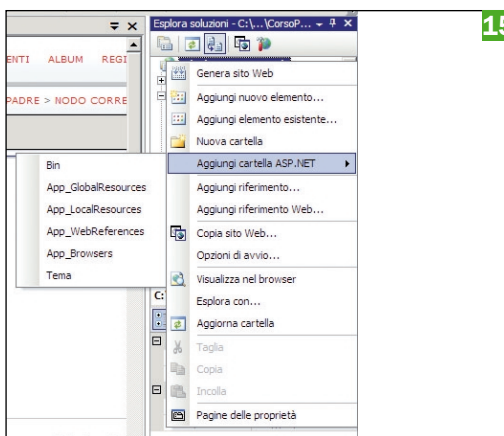 15
Esplora soluzioni - C:\...\CorsoP...
ENTI ALBUM REGI
PADRE > NODO CORRE
Genera sito Web
Aggiungi nuovo elemento...
Aggiungi elemento esistente...
Nuova cartella
Aggiungi cartella ASP.NET
Bin
App_GlobalResources
App_LocalResources
App_WebReferences
App_Browsers
Tema
Aggiungi riferimento...
Aggiungi riferimento Web...
Copia sito Web...
Opzioni di avvio...
Visualizza nel browser
Esplora con...
C:
Aggiorna cartella
Taglia
Copia
Incolla
Pagine delle proprietà